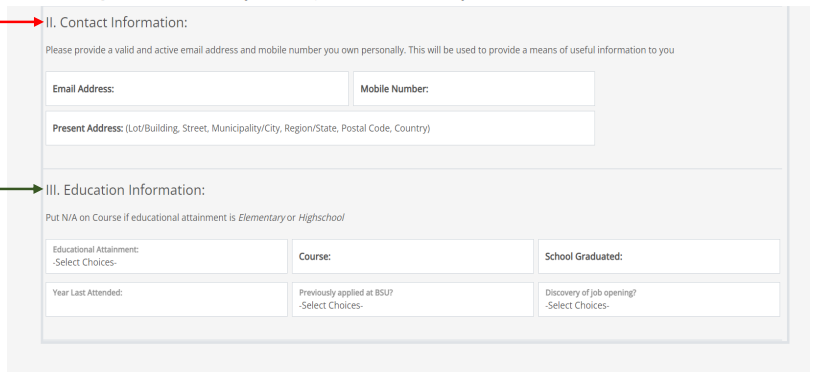 II. Contact Information:
Please provide a valid and active email address and mobile number you own personally. This will be used to provide a means of useful information to you
Email Address:
Mobile Number:
Present Address: (Lot/Building, Street, Municipality/City, Region/State, Postal Code, Country)
III. Education Information:
Put N/A on Course if educational attainment is Elementary or Highschool
Educational Attainment:
-Select Choices-
Course:
School Graduated:
Year Last Attended:
Previously applied at BSU?
-Select Choices-
Discovery of job opening?
-Select Choices-